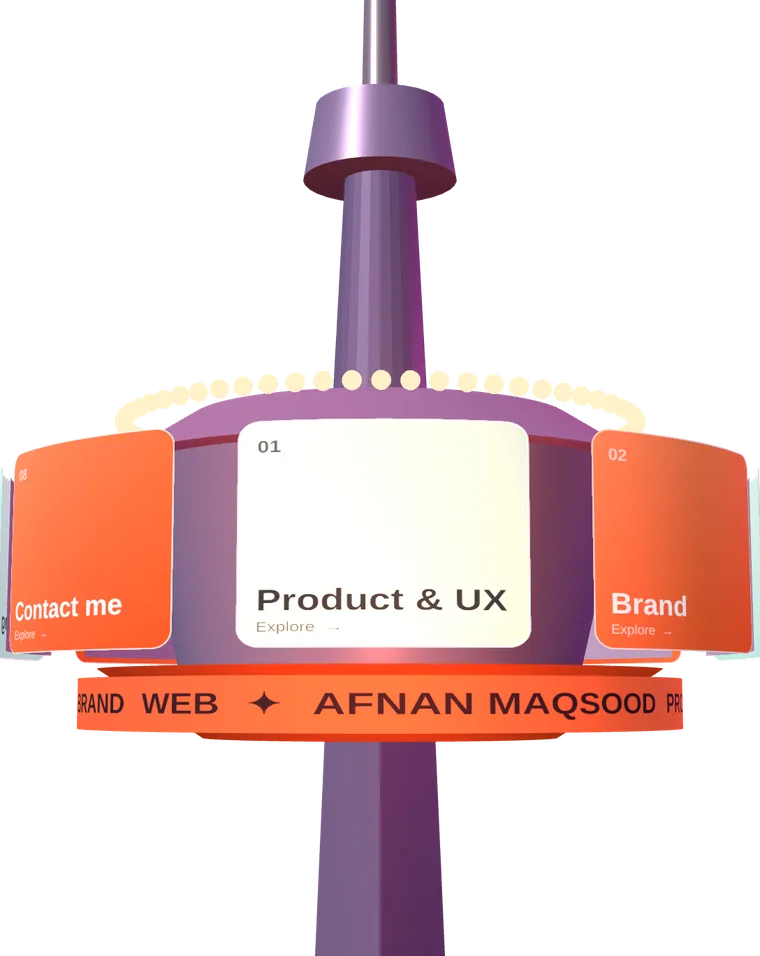 01
Product & UX
Explore →
02
Brand
Explore →
08
Contact me
Explore →
BRAND WEB ✦ AFNAN MAQSOOD